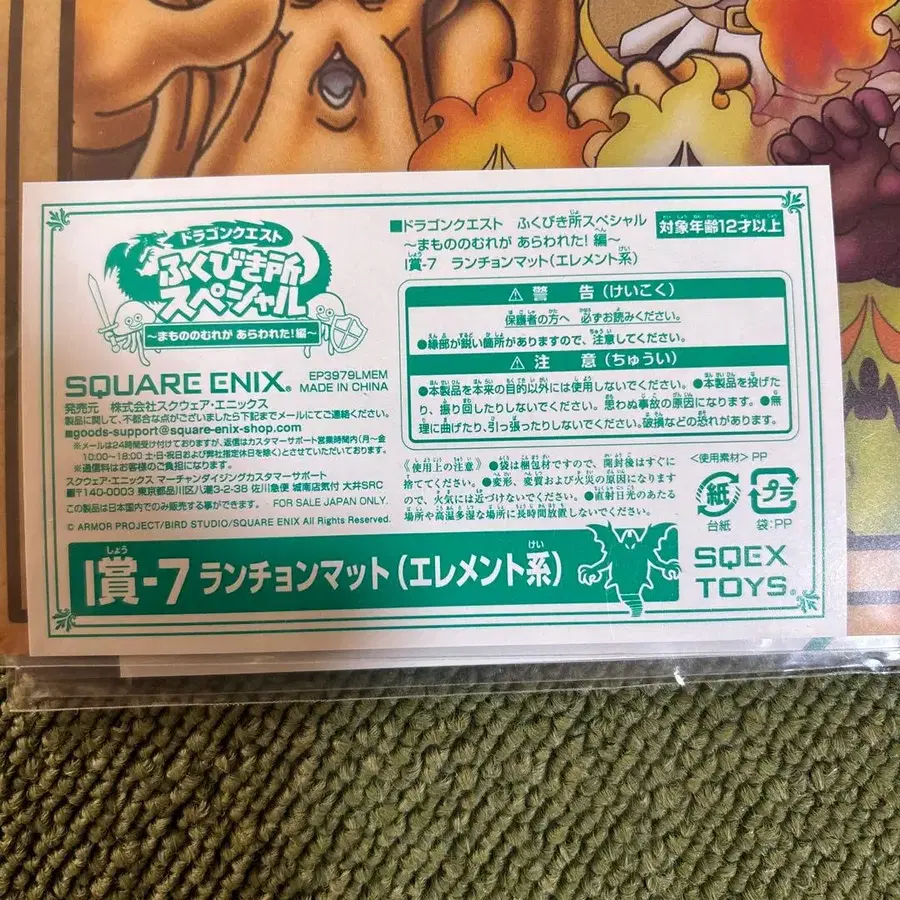 ドラゴンクエスト
ふくびき所
スペシャル
～まもののむれが あらわれた!編～
SQUARE ENIX®
EP3979LMEM
MADE IN CHINA
発売元 株式会社スクウェア・エニックス
製品に関して、不都合な点がございましたら下記までメールにてご連絡ください。
■goods-support@square-enix-shop.com
※メールは24時間受け付けておりますが、返信はカスタマーサポート営業時間内(月～金
10:00～18:00 土・日・祝および弊社指定休日を除く)とさせていただいております。
※通信料はお客様のご負担になります。
スクウェア・エニックス マーチャンダイジングカスタマーサポート
■〒140-0003 東京都品川区八潮3-2-38 佐川急便 城南店気付 大井SRC
この製品は日本国内でのみ販売する事ができます。 FOR SALE JAPAN ONLY.
© ARMOR PROJECT/BIRD STUDIO/SQUARE ENIX All Rights Reserved.
■ドラゴンクエスト ふくびき所スペシャル
～まもののむれが あらわれた!編～
I賞-7 ランチョンマット(エレメント系)
対象年齢12才以上
⚠ 警 告(けいこく)
保護者の方へ 必ずお読みください。
●縁部が鋭い箇所がありますので、注意してください。
⚠ 注 意(ちゅうい)
●本製品を本来の目的以外には使用しないでください。●本製品を投げた
り、振り回したりしないでください。思わぬ事故の原因になります。●無
理に曲げたり、引っ張ったりしないでください。破損などの恐れがあります。
《使用上の注意》●袋は梱包材ですので、開封後はすぐに
捨ててください。●変形、変質および火災の原因になります
ので、火気には近づけないでください。●直射日光のあたる
場所や高温多湿な場所に長時間放置しないでください。
<使用素材> PP
紙
台紙
プラ
袋:PP
I賞-7 ランチョンマット(エレメント系)
SQEX
TOYS®